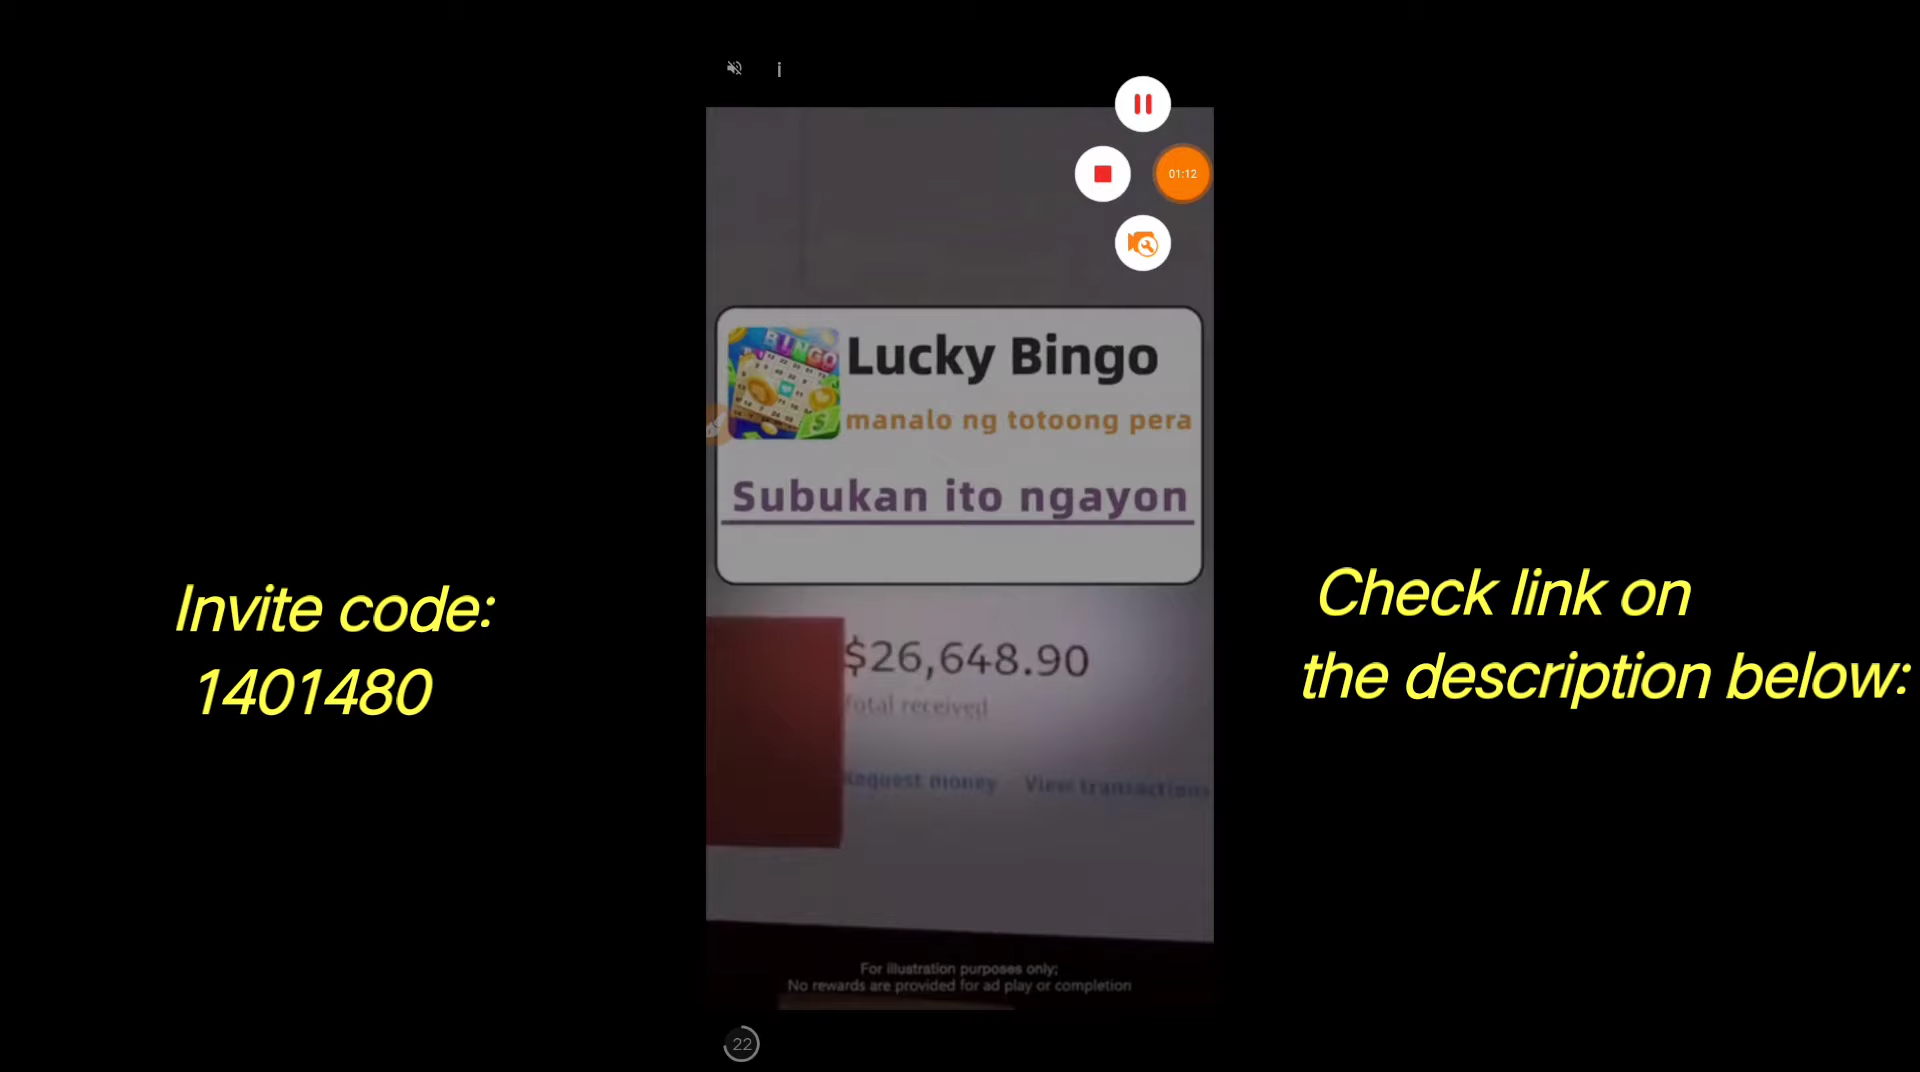 01:12
BINGO
Lucky Bingo
manalo ng totoong pera
Subukan ito ngayon
Invite code:
1401480
Check link on
the description below:
$26,648.90
Total received
Request money View transactions
For illustration purposes only;
No rewards are provided for ad play or completion
22